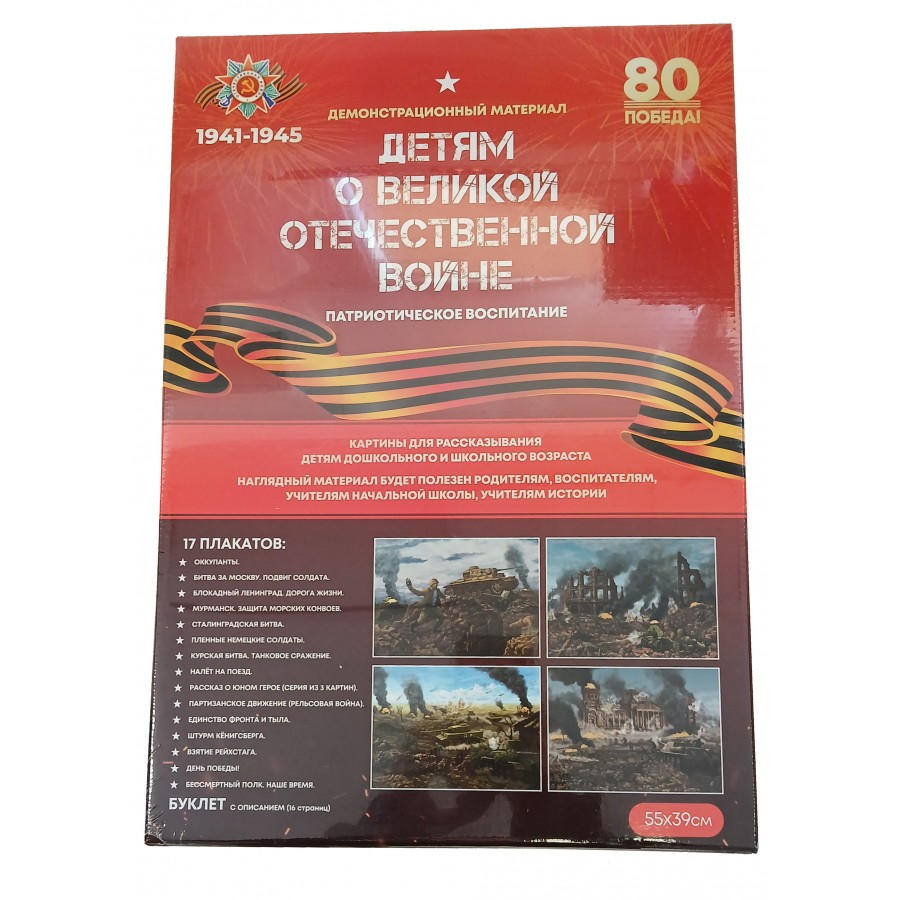 1941-1945
80
ПОБЕДА!
ДЕМОНСТРАЦИОННЫЙ МАТЕРИАЛ
ДЕТЯМ
О ВЕЛИКОЙ
ОТЕЧЕСТВЕННОЙ
ВОЙНЕ
ПАТРИОТИЧЕСКОЕ ВОСПИТАНИЕ
КАРТИНЫ ДЛЯ РАССКАЗЫВАНИЯ
ДЕТЯМ ДОШКОЛЬНОГО И ШКОЛЬНОГО ВОЗРАСТА
НАГЛЯДНЫЙ МАТЕРИАЛ БУДЕТ ПОЛЕЗЕН РОДИТЕЛЯМ, ВОСПИТАТЕЛЯМ,
УЧИТЕЛЯМ НАЧАЛЬНОЙ ШКОЛЫ, УЧИТЕЛЯМ ИСТОРИИ
17 ПЛАКАТОВ:
ОККУПАНТЫ.
БИТВА ЗА МОСКВУ. ПОДВИГ СОЛДАТА.
БЛОКАДНЫЙ ЛЕНИНГРАД. ДОРОГА ЖИЗНИ.
МУРМАНСК. ЗАЩИТА МОРСКИХ КОНВОЕВ.
СТАЛИНГРАДСКАЯ БИТВА.
ПЛЕННЫЕ НЕМЕЦКИЕ СОЛДАТЫ.
КУРСКАЯ БИТВА. ТАНКОВОЕ СРАЖЕНИЕ.
НАЛЁТ НА ПОЕЗД.
РАССКАЗ О ЮНОМ ГЕРОЕ (СЕРИЯ ИЗ 3 КАРТИН).
ПАРТИЗАНСКОЕ ДВИЖЕНИЕ (РЕЛЬСОВАЯ ВОЙНА).
ЕДИНСТВО ФРОНТА И ТЫЛА.
ШТУРМ КЁНИГСБЕРГА.
ВЗЯТИЕ РЕЙХСТАГА.
ДЕНЬ ПОБЕДЫ!
БЕССМЕРТНЫЙ ПОЛК. НАШЕ ВРЕМЯ.
БУКЛЕТ С ОПИСАНИЕМ (16 страниц)
55х39см